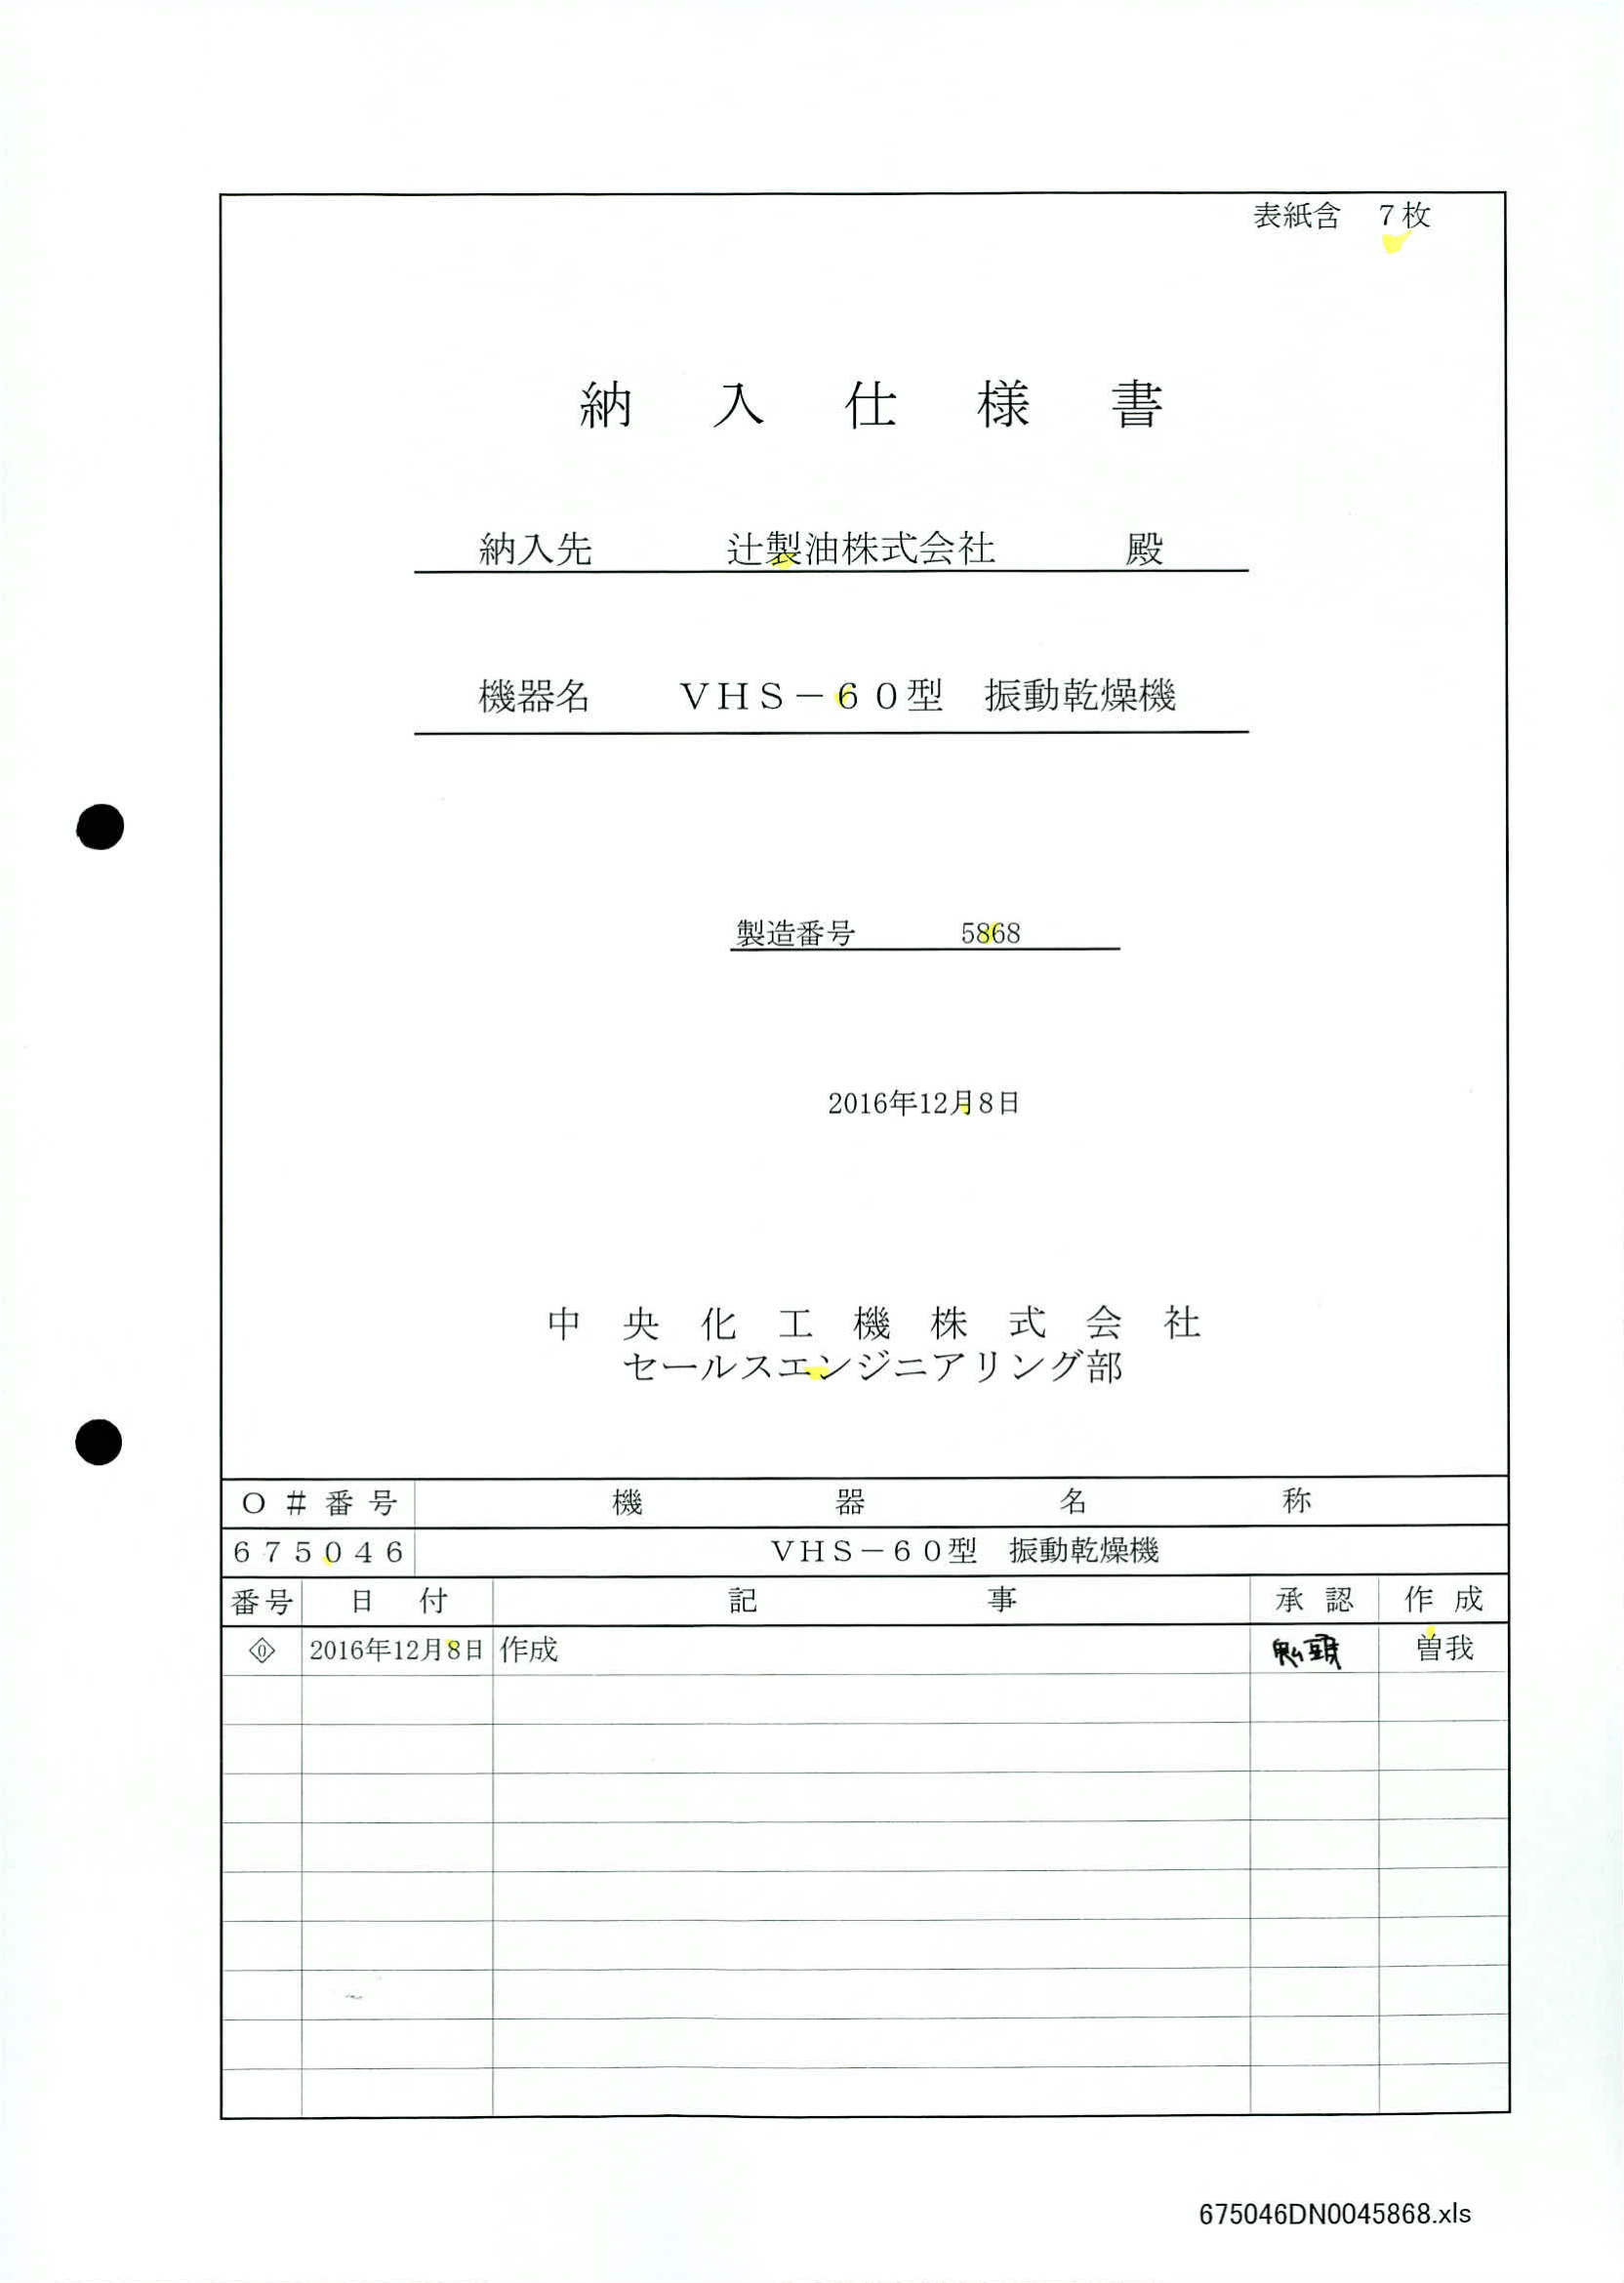 表紙含　7枚
納入仕様書
納入先　辻製油株式会社　殿
機器名　ＶＨＳ－６０型　振動乾燥機
製造番号　5868
2016年12月8日
中央化工機株式会社
セールスエンジニアリング部
Ｏ＃番号　機器名称
６７５０４６　ＶＨＳ－６０型　振動乾燥機
番号　日付　記事　承認　作成
0　2016年12月8日　作成　曽我
675046DN0045868.xls